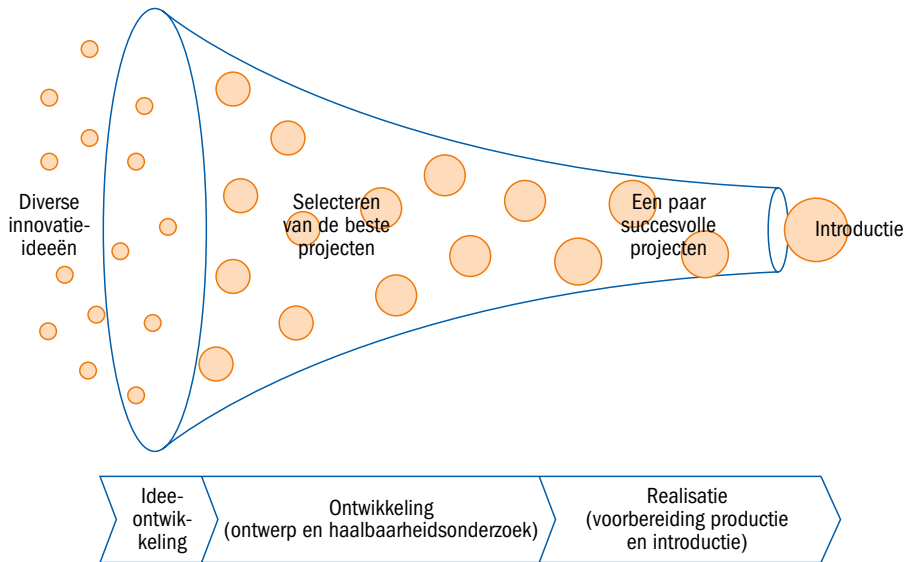 Diverse
innovatie-
ideeën
Selecteren
van de beste
projecten
Een paar
succesvolle
projecten
Introductie
Idee-
ontwik-
keling
Ontwikkeling
(ontwerp en haalbaarheidsonderzoek)
Realisatie
(voorbereiding productie
en introductie)